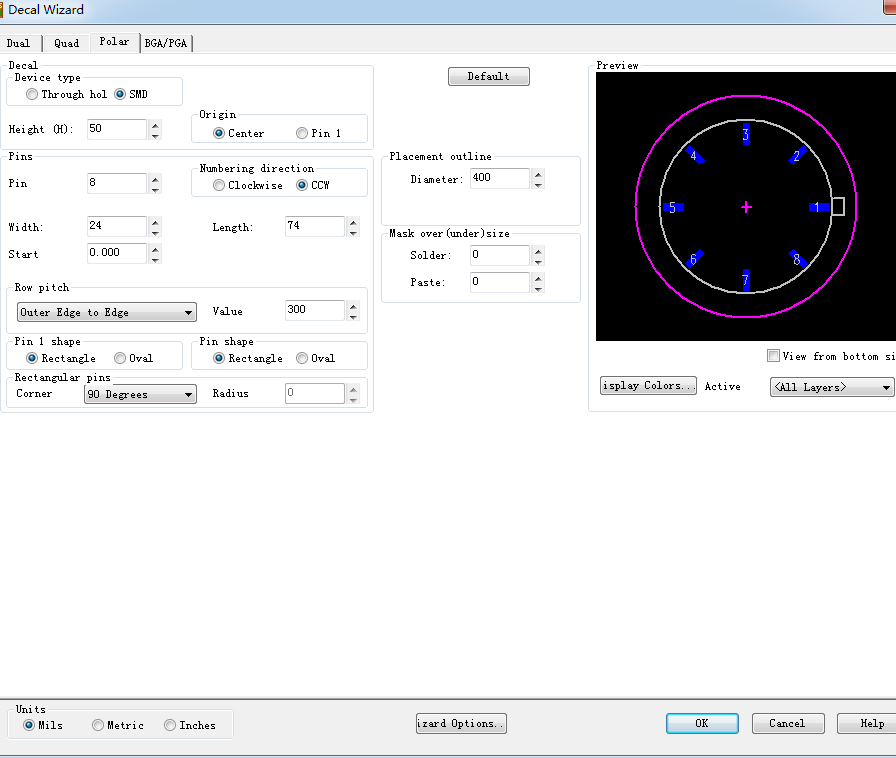 Decal Wizard
Dual Quad Polar BGA/PGA
Decal
Device type
Through hol SMD
Height (H): 50
Origin
Center Pin 1
Pins
Pin 8
Numbering direction
Clockwise CCW
Width: 24 Length: 74
Start 0.000
Row pitch
Outer Edge to Edge Value 300
Pin 1 shape
Rectangle Oval
Pin shape
Rectangle Oval
Rectangular pins
Corner 90 Degrees Radius 0
Default
Placement outline
Diameter: 400
Mask over(under)size
Solder: 0
Paste: 0
Preview
3
4 2
5 1
6 8
7
View from bottom si
isplay Colors... Active <All Layers>
Units
Mils Metric Inches
izard Options..
OK Cancel Help